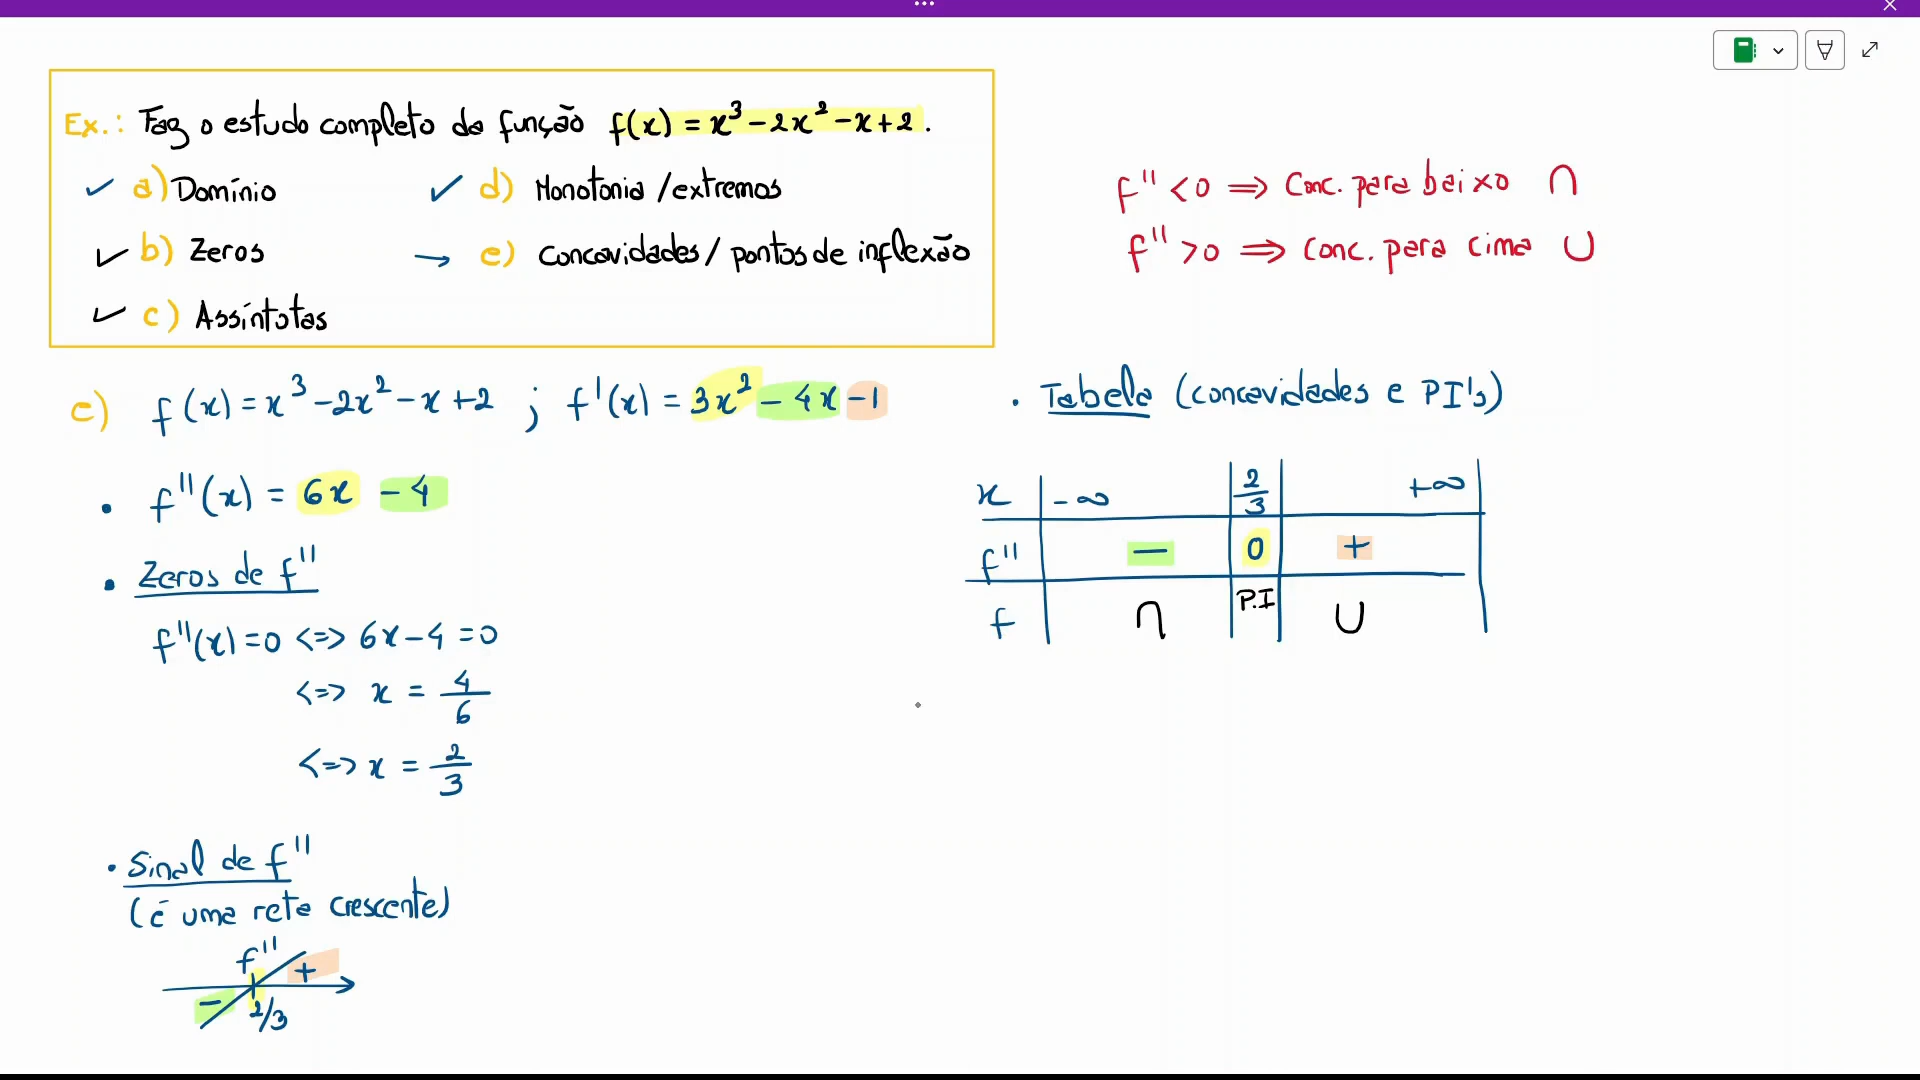 Ex.: Faz o estudo completo da função f(x) = x³ - 2x² - x + 2.
✓ a) Domínio
✓ b) Zeros
✓ c) Assíntotas
✓ d) Monotonia / extremos
→ e) Concavidades / pontos de inflexão
f'' < 0 ⇒ Conc. para baixo ∩
f'' > 0 ⇒ Conc. para cima ∪
e) f(x) = x³ - 2x² - x + 2 ; f'(x) = 3x² - 4x - 1
• f''(x) = 6x - 4
• Zeros de f''
f''(x) = 0 <=> 6x - 4 = 0
<=> x = 4/6
<=> x = 2/3
• Sinal de f''
(é uma reta crescente)
f''
- +
2/3
• Tabela (concavidades e PI's)
x -∞ 2/3 +∞
f'' - 0 +
f ∩ P.I ∪